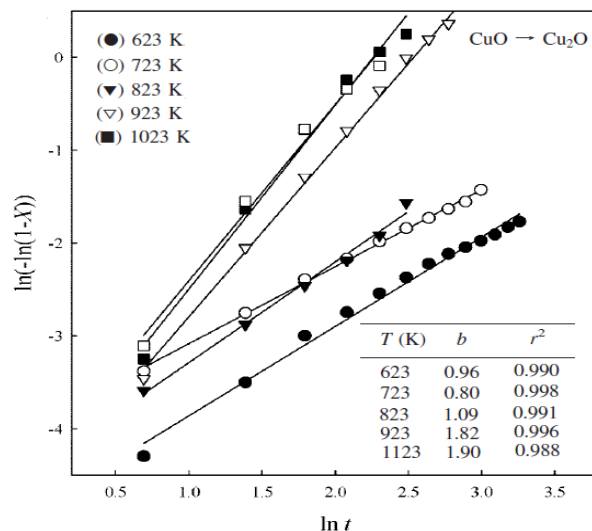 CuO → Cu₂O
(●) 623 K
(○) 723 K
(▼) 823 K
(▽) 923 K
(■) 1023 K
ln(-ln(1-X))
0
-1
-2
-3
-4
T (K) b r²
623 0.96 0.990
723 0.80 0.998
823 1.09 0.991
923 1.82 0.996
1123 1.90 0.988
0.5 1.0 1.5 2.0 2.5 3.0 3.5
ln t